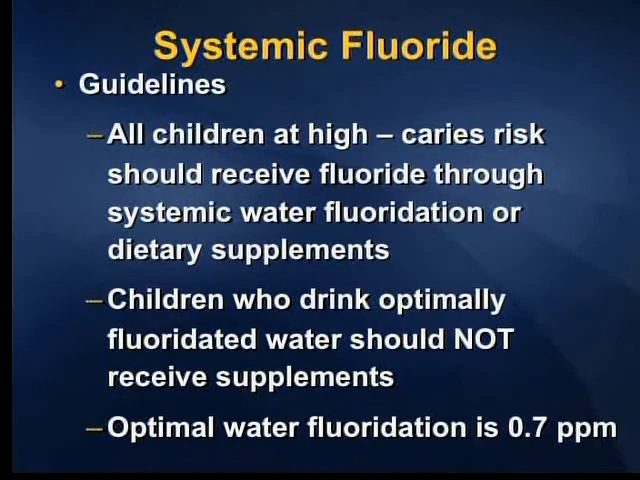 Systemic Fluoride
• Guidelines
– All children at high – caries risk
should receive fluoride through
systemic water fluoridation or
dietary supplements
– Children who drink optimally
fluoridated water should NOT
receive supplements
– Optimal water fluoridation is 0.7 ppm